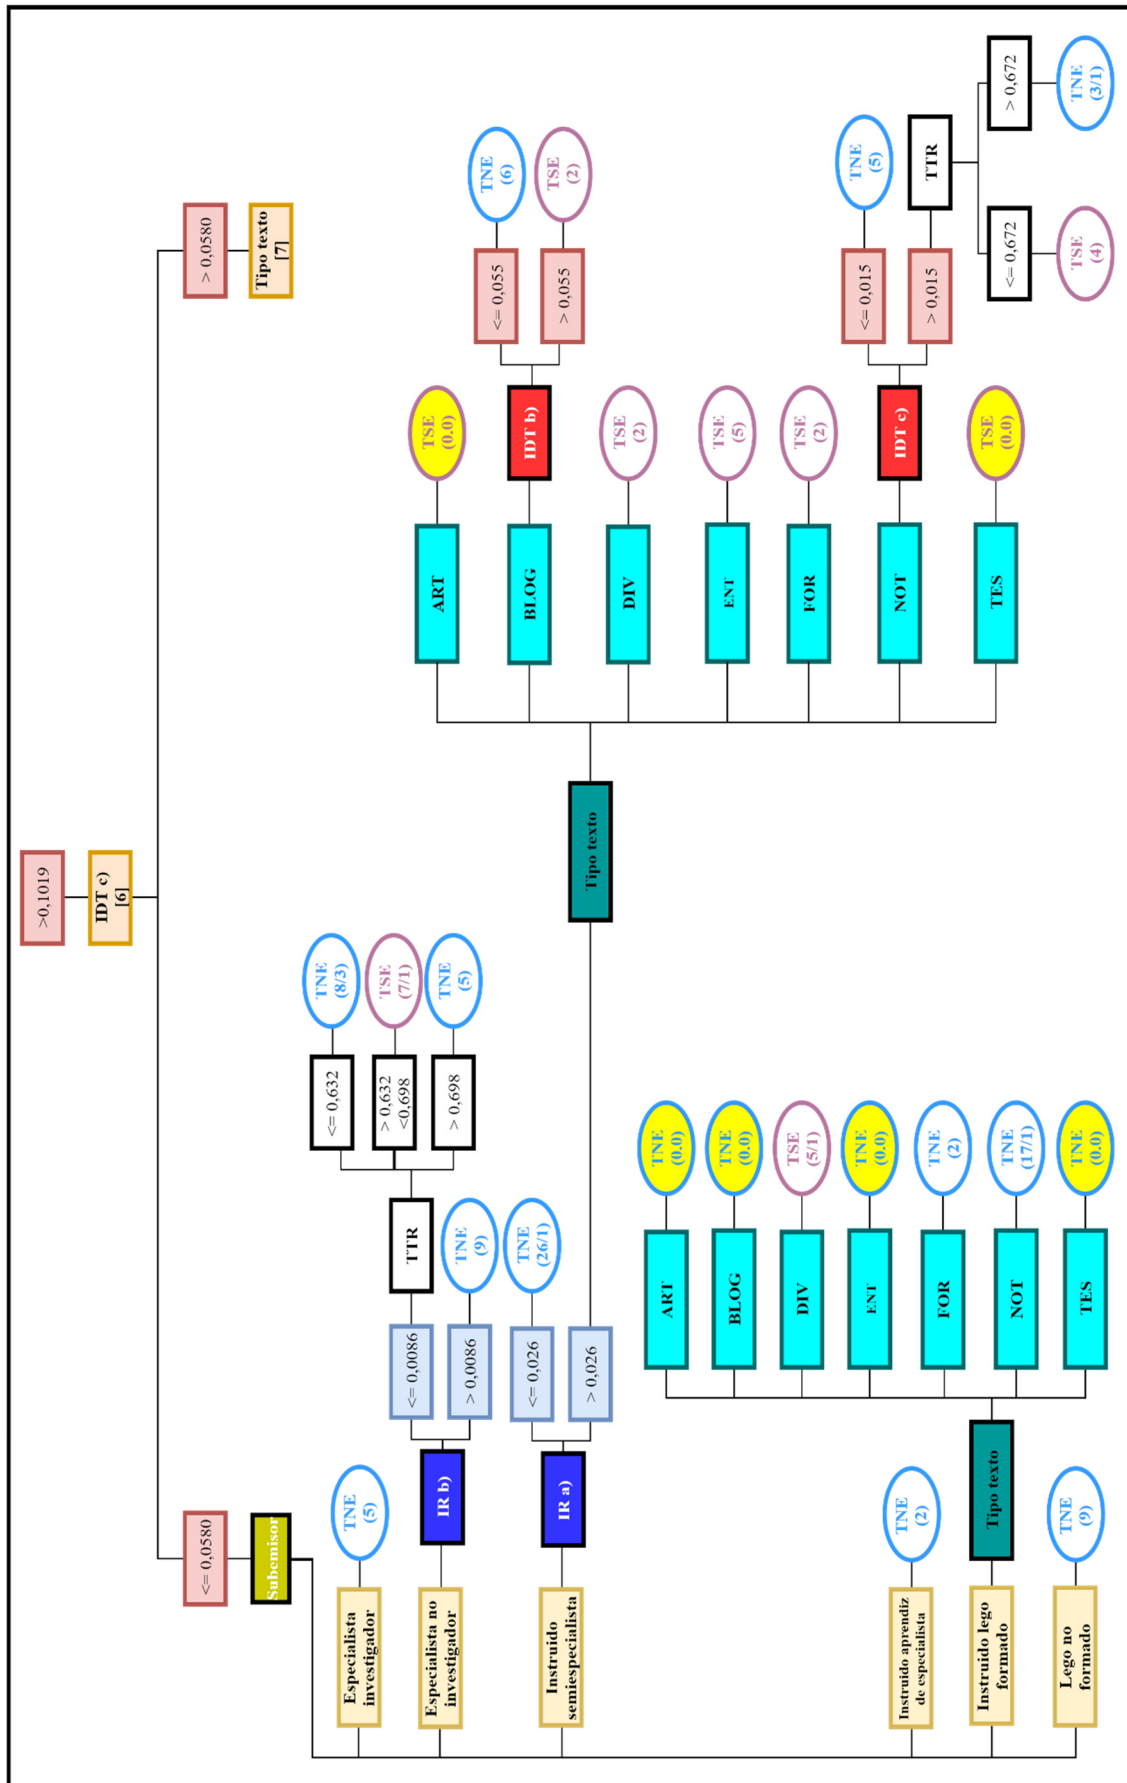 >0,1019
IDT c)
[6]
<= 0,0580
> 0,0580
Subemisor
Tipo texto
[7]
Especialista
investigador
TNE
(5)
Especialista no
investigador
IR b)
<= 0,0086
TTR
<= 0,632
TNE
(8/3)
> 0,632
<0,698
TSE
(7/1)
> 0,698
TNE
(5)
> 0,0086
TNE
(9)
Instruido
semiespecialista
IR a)
<= 0,026
TNE
(26/1)
> 0,026
Tipo texto
ART
TSE
(0.0)
BLOG
IDT b)
<= 0,055
TNE
(6)
> 0,055
TSE
(2)
DIV
TSE
(2)
ENT
TSE
(5)
FOR
TSE
(2)
NOT
IDT c)
<= 0,015
TNE
(5)
> 0,015
TTR
<= 0,672
TSE
(4)
> 0,672
TNE
(3/1)
TES
TSE
(0.0)
Instruido aprendiz
de especialista
TNE
(2)
Instruido lego
formado
Tipo texto
ART
TNE
(0.0)
BLOG
TNE
(0.0)
DIV
TSE
(5/1)
ENT
TNE
(0.0)
FOR
TNE
(2)
NOT
TNE
(17/1)
TES
TNE
(0.0)
Lego no
formado
TNE
(9)